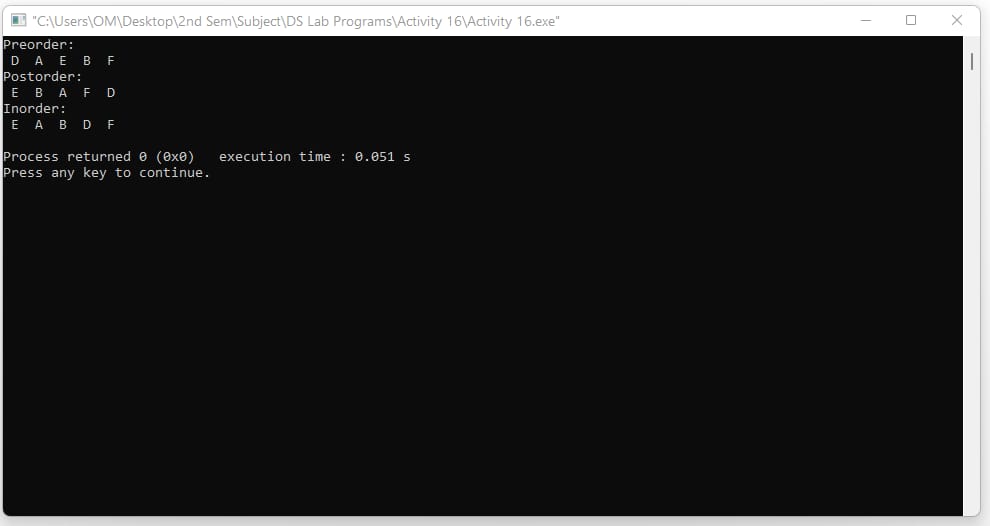 "C:\Users\OM\Desktop\2nd Sem\Subject\DS Lab Programs\Activity 16\Activity 16.exe"
Preorder:
D A E B F
Postorder:
E B A F D
Inorder:
E A B D F
Process returned 0 (0x0)   execution time : 0.051 s
Press any key to continue.